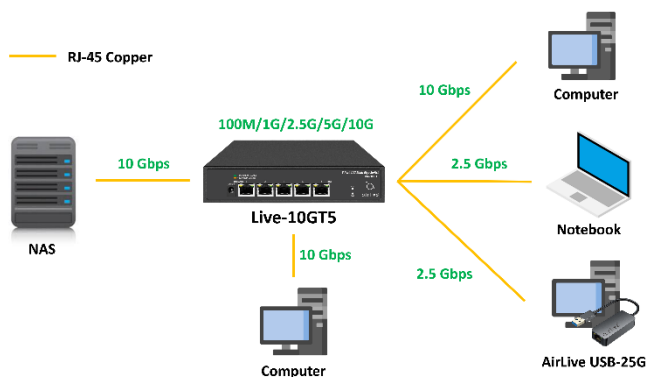 RJ-45 Copper
100M/1G/2.5G/5G/10G
10 Gbps
Computer
10 Gbps
2.5 Gbps
Live-10GT5
NAS
Notebook
10 Gbps
2.5 Gbps
Computer
AirLive USB-25G